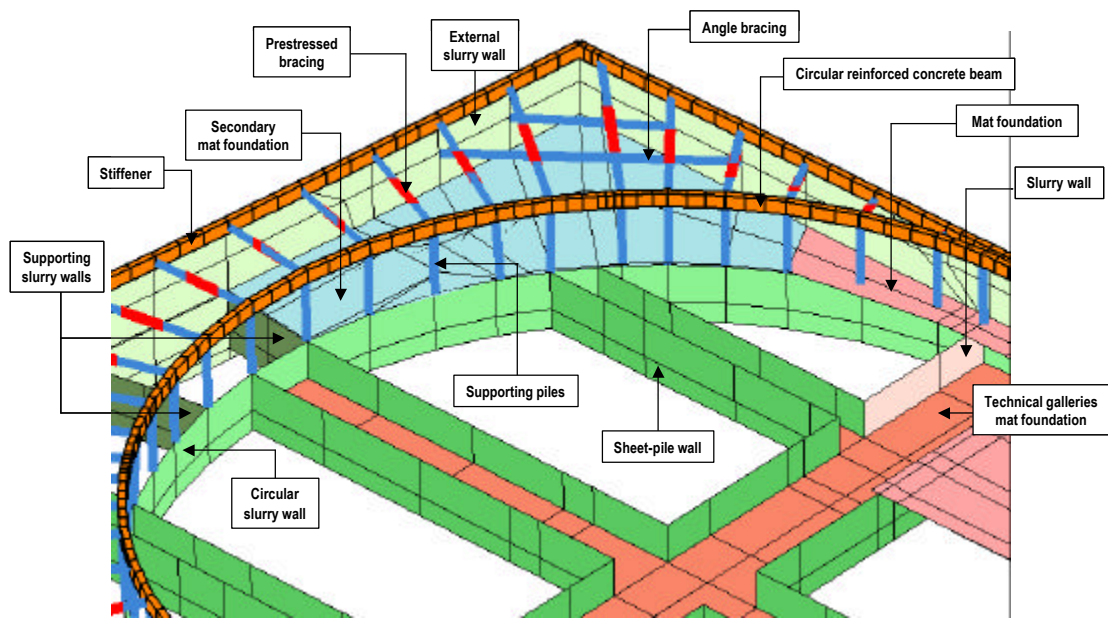 External
slurry wall
Angle bracing
Prestressed
bracing
Circular reinforced concrete beam
Secondary
mat foundation
Mat foundation
Stiffener
Slurry wall
Supporting
slurry walls
Supporting piles
Technical galleries
mat foundation
Sheet-pile wall
Circular
slurry wall